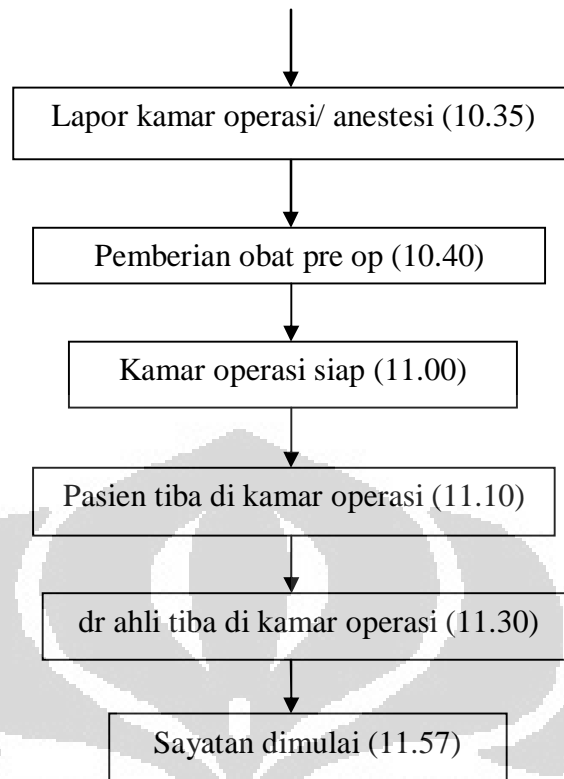 Lapor kamar operasi/ anestesi (10.35)
Pemberian obat pre op (10.40)
Kamar operasi siap (11.00)
Pasien tiba di kamar operasi (11.10)
dr ahli tiba di kamar operasi (11.30)
Sayatan dimulai (11.57)